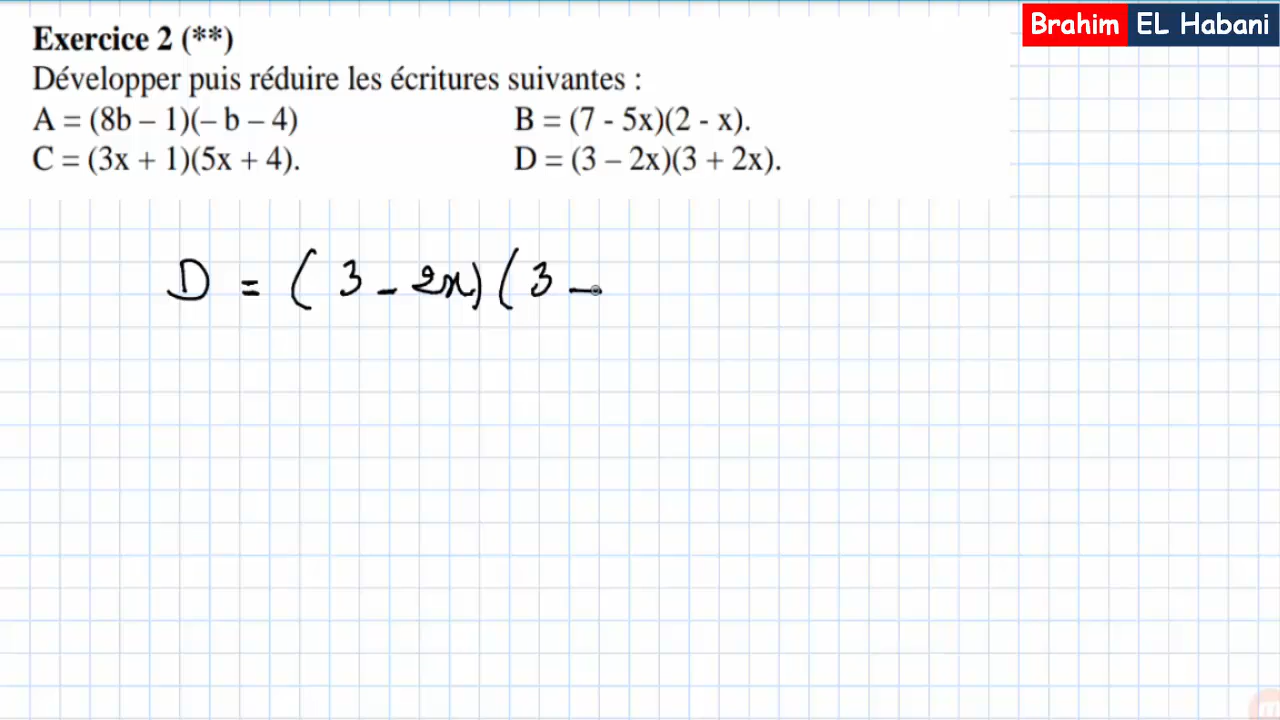 Brahim EL Habani
Exercice 2 (**)
Développer puis réduire les écritures suivantes :
A = (8b – 1)(– b – 4) B = (7 - 5x)(2 - x).
C = (3x + 1)(5x + 4). D = (3 – 2x)(3 + 2x).
D = ( 3 - 2x) ( 3 -